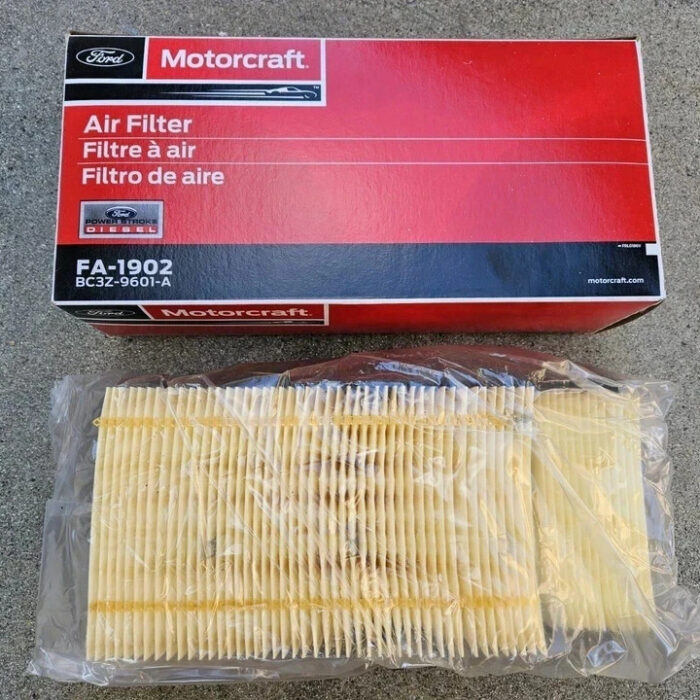 Ford
Motorcraft.
TM
Air Filter
Filtre à air
Filtro de aire
Ford
POWER STROKE
DIESEL
FA-1902
BC3Z-9601-A
motorcraft.com
Ford
Motorcraft.